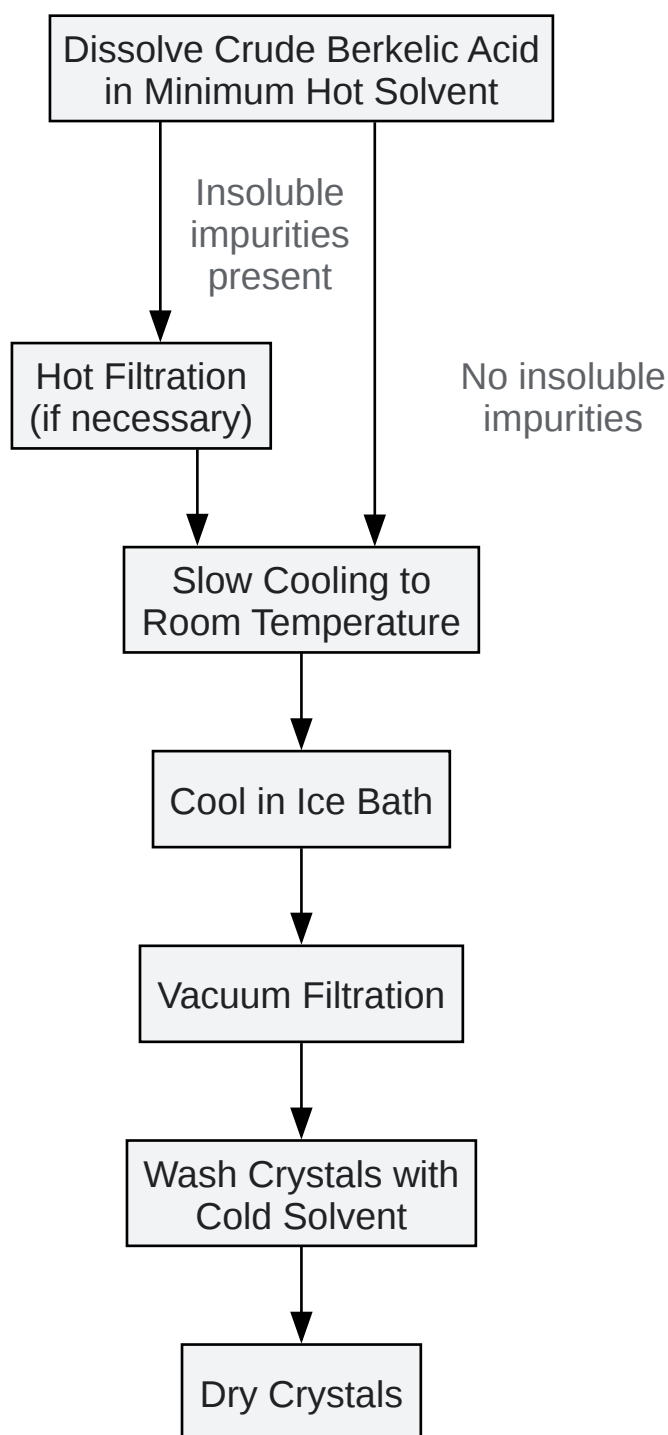 Dissolve Crude Berkelic Acid
in Minimum Hot Solvent
Insoluble
impurities
present
Hot Filtration
(if necessary)
No insoluble
impurities
Slow Cooling to
Room Temperature
Cool in Ice Bath
Vacuum Filtration
Wash Crystals with
Cold Solvent
Dry Crystals